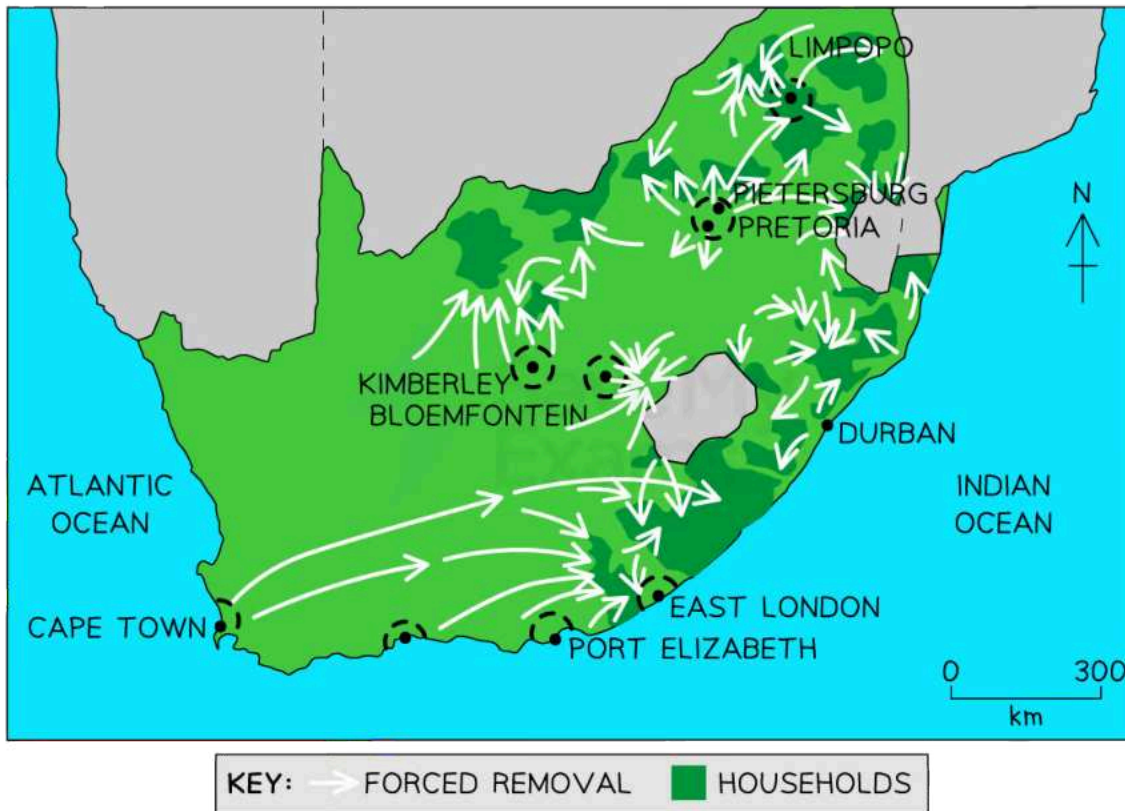 LIMPOPO
N
PIETERSBURG
PRETORIA
KIMBERLEY
BLOEMFONTEIN
DURBAN
ATLANTIC
OCEAN
INDIAN
OCEAN
CAPE TOWN
EAST LONDON
PORT ELIZABETH
0 300
km
KEY: FORCED REMOVAL HOUSEHOLDS